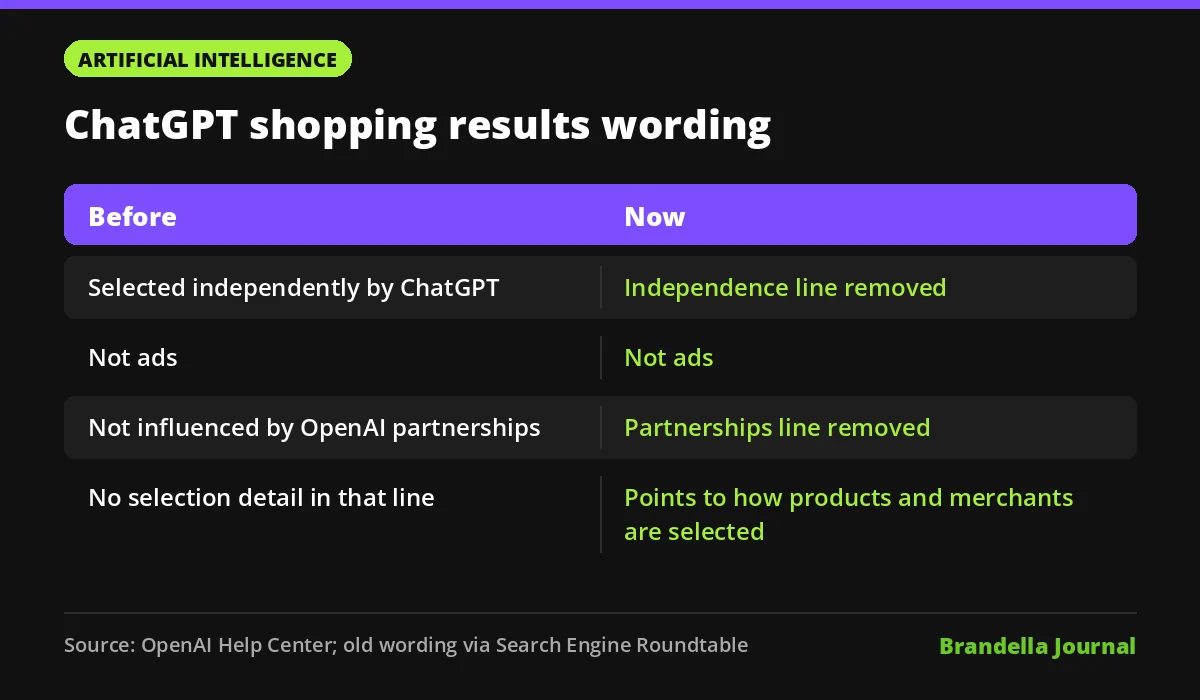 ARTIFICIAL INTELLIGENCE
ChatGPT shopping results wording
Before
Now
Selected independently by ChatGPT
Independence line removed
Not ads
Not ads
Not influenced by OpenAI partnerships
Partnerships line removed
No selection detail in that line
Points to how products and merchants
are selected
Source: OpenAI Help Center; old wording via Search Engine Roundtable
Brandella Journal